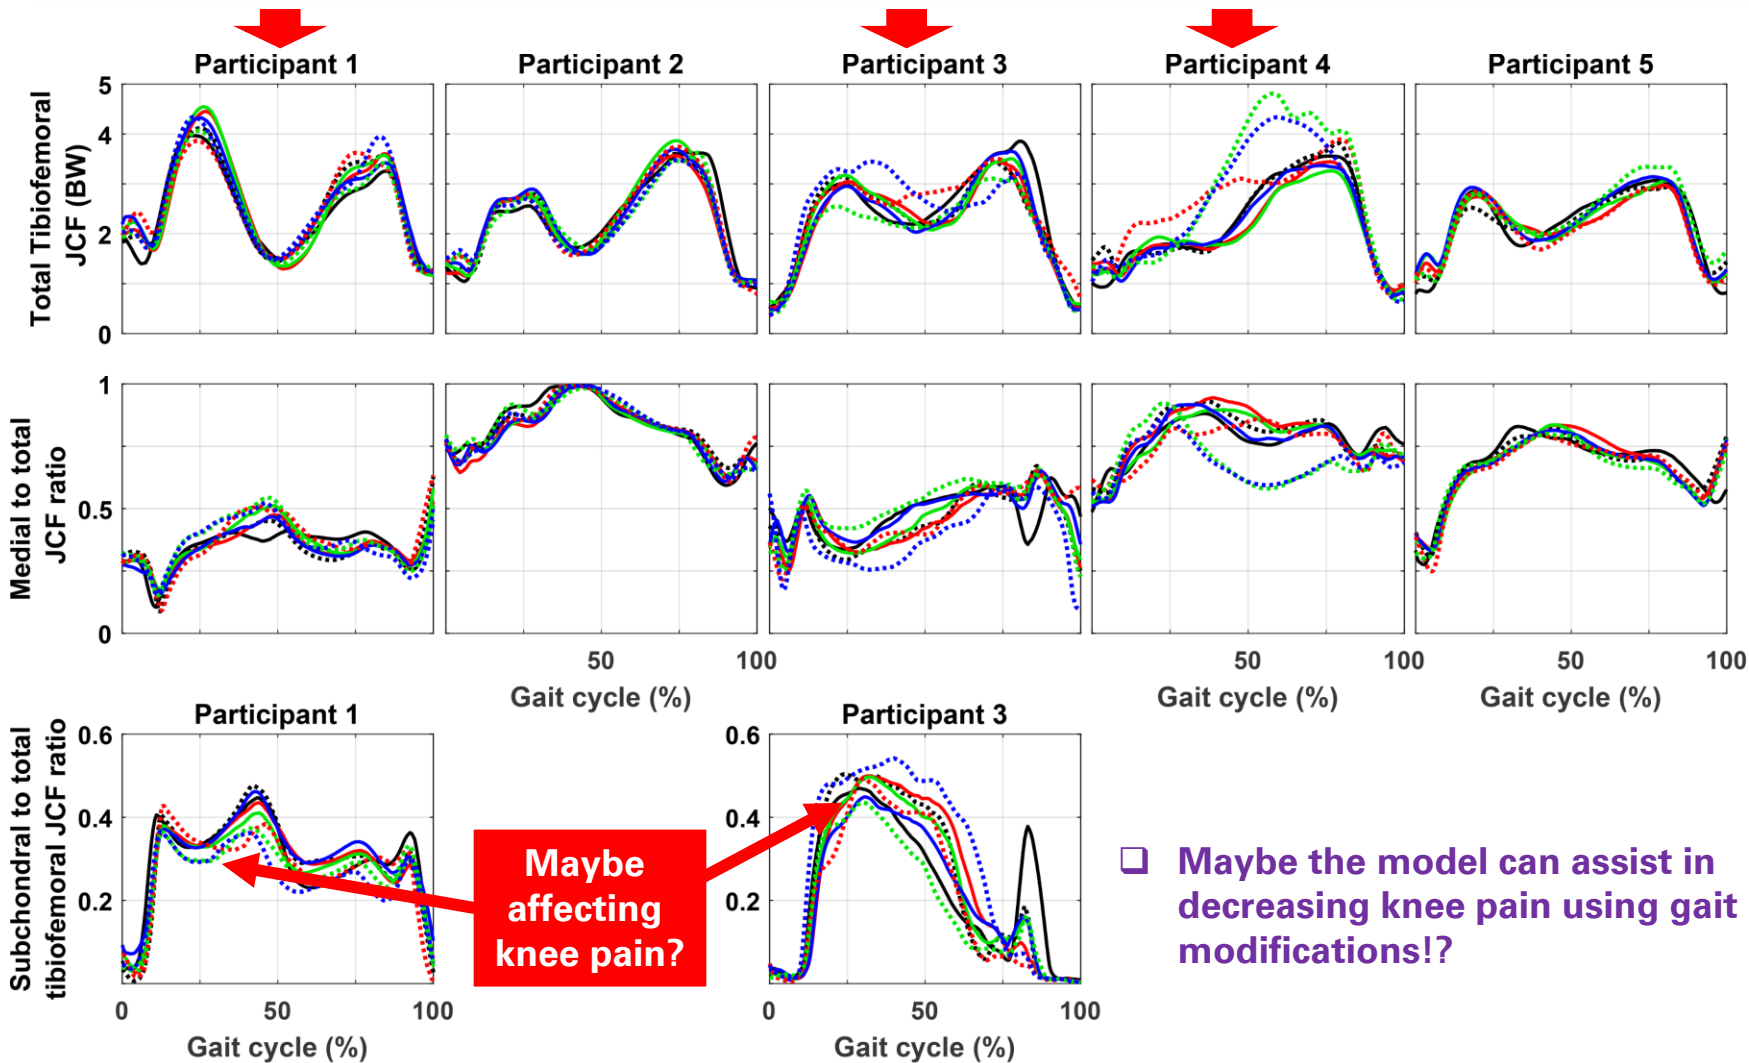 Participant 1
Participant 2
Participant 3
Participant 4
Participant 5
Total Tibiofemoral
JCF (BW)
5
4
3
2
1
0
Medial to total
JCF ratio
1
0.5
0
50
100
50
100
50
100
Gait cycle (%)
Gait cycle (%)
Gait cycle (%)
Participant 1
Participant 3
Subchondral to total
tibiofemoral JCF ratio
0.6
0.4
0.2
0.6
0.4
0.2
0
50
100
0
50
100
Gait cycle (%)
Gait cycle (%)
Maybe
affecting
knee pain?
❑ Maybe the model can assist in
decreasing knee pain using gait
modifications!?